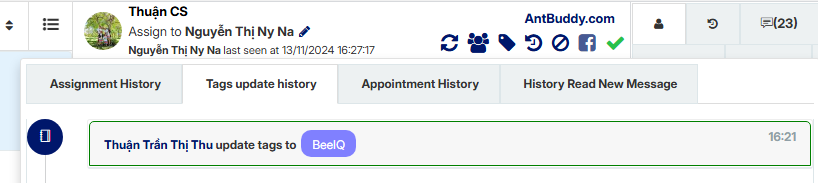 Thuận CS
AntBuddy.com
Assign to Nguyễn Thị Ny Na
(23)
Nguyễn Thị Ny Na last seen at 13/11/2024 16:27:17
Assignment History
Tags update history
Appointment History
History Read New Message
Thuận Trần Thị Thu update tags to BeeIQ
16:21